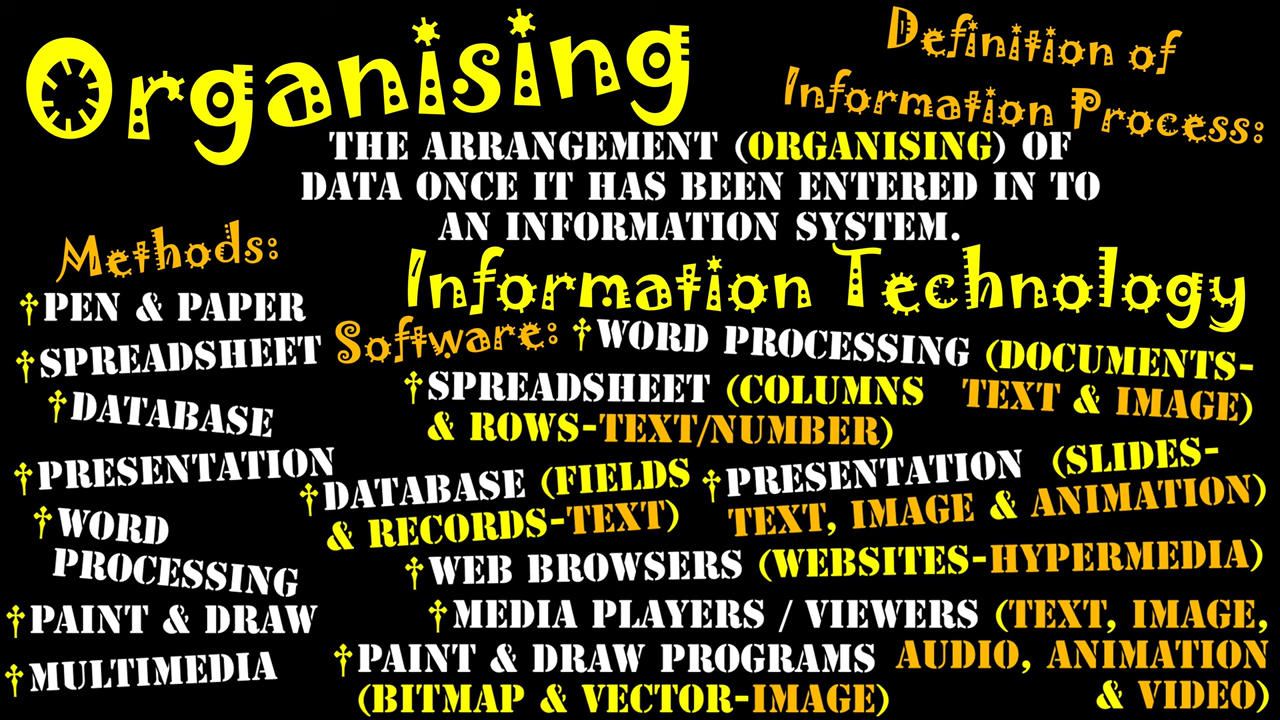 Organising
Definition of
Information Process:
THE ARRANGEMENT (ORGANISING) OF
DATA ONCE IT HAS BEEN ENTERED IN TO
AN INFORMATION SYSTEM.
Methods:
†PEN & PAPER
†SPREADSHEET
†DATABASE
†PRESENTATION
†WORD
PROCESSING
†PAINT & DRAW
†MULTIMEDIA
Information Technology
Software:
†WORD PROCESSING (DOCUMENTS-
TEXT & IMAGE)
†SPREADSHEET (COLUMNS
& ROWS-TEXT/NUMBER)
†DATABASE (FIELDS
& RECORDS-TEXT)
†PRESENTATION (SLIDES-
TEXT, IMAGE & ANIMATION)
†WEB BROWSERS (WEBSITES-HYPERMEDIA)
†MEDIA PLAYERS / VIEWERS (TEXT, IMAGE,
AUDIO, ANIMATION
& VIDEO)
†PAINT & DRAW PROGRAMS
(BITMAP & VECTOR-IMAGE)